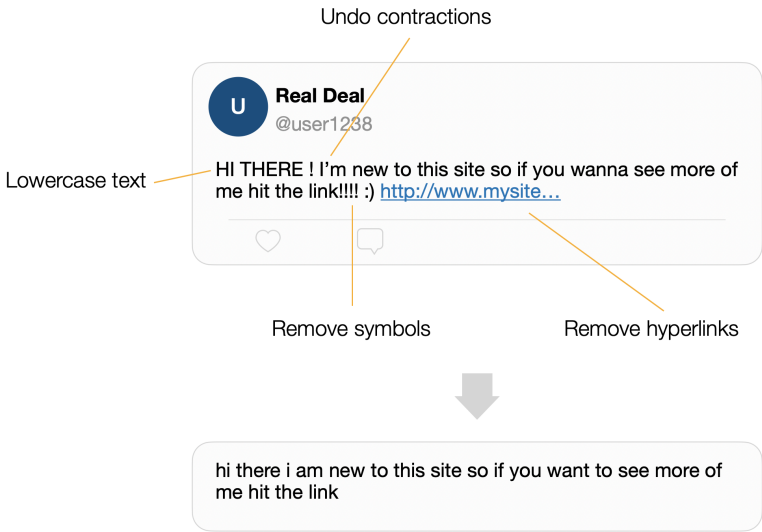 Undo contractions
U
Real Deal
@user1238
Lowercase text
HI THERE ! I’m new to this site so if you wanna see more of
me hit the link!!!! :) http://www.mysite…
Remove symbols
Remove hyperlinks
hi there i am new to this site so if you want to see more of
me hit the link